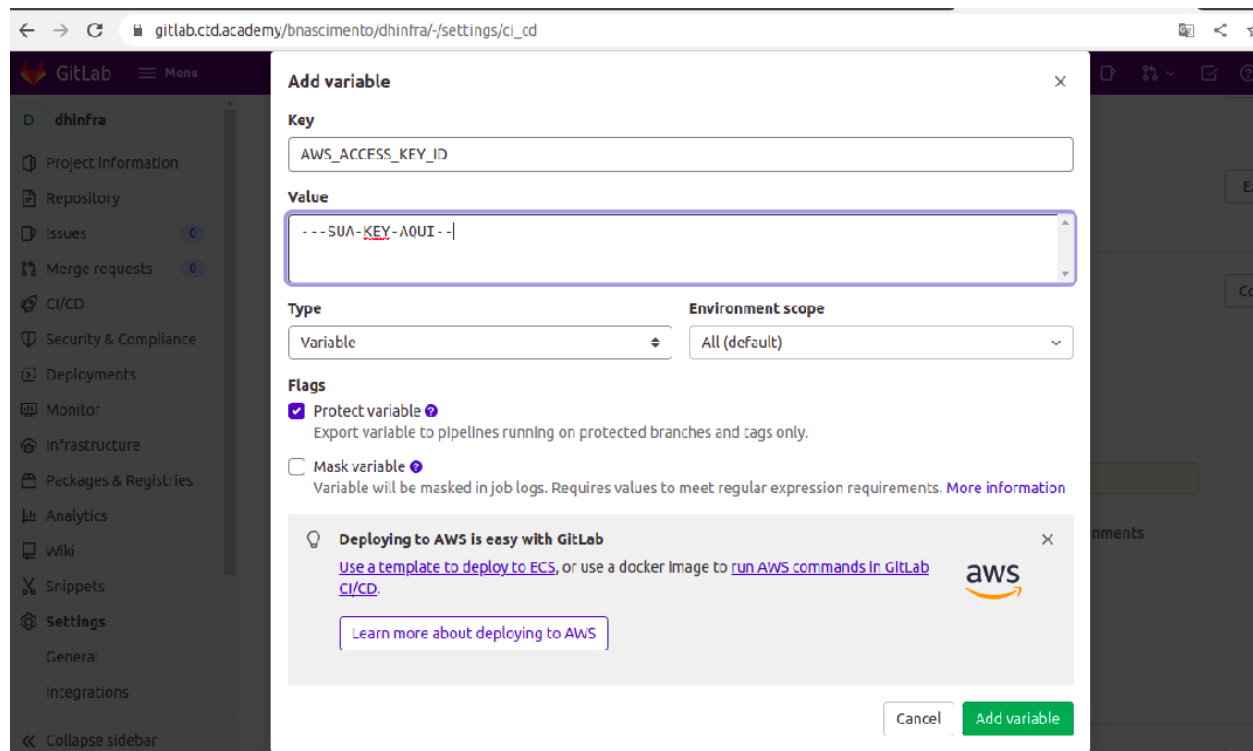 gitlab.ctd.academy/bnascimento/dhinfra/-/settings/ci_cd
GitLab Menu
D dhinfra
Project information
Repository
Issues 0
Merge requests 0
CI/CD
Security & Compliance
Deployments
Monitor
Infrastructure
Packages & Registries
Analytics
Wiki
Snippets
Settings
General
Integrations
Collapse sidebar
Add variable
Key
AWS_ACCESS_KEY_ID
Value
---SUA-KEY-AQUI--
Type
Environment scope
Variable
All (default)
Flags
Protect variable
Export variable to pipelines running on protected branches and tags only.
Mask variable
Variable will be masked in job logs. Requires values to meet regular expression requirements. More information
Deploying to AWS is easy with GitLab
Use a template to deploy to ECS, or use a docker image to run AWS commands in GitLab
CI/CD.
aws
Learn more about deploying to AWS
Cancel
Add variable